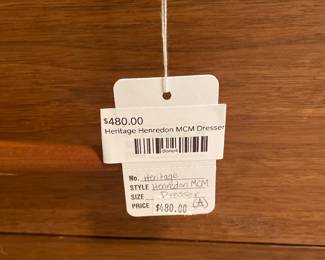 $480.00
Heritage Henredon MCM Dresser
No. Heritage
STYLE Henredon MCM
SIZE Dresser
PRICE $480.00 (A)